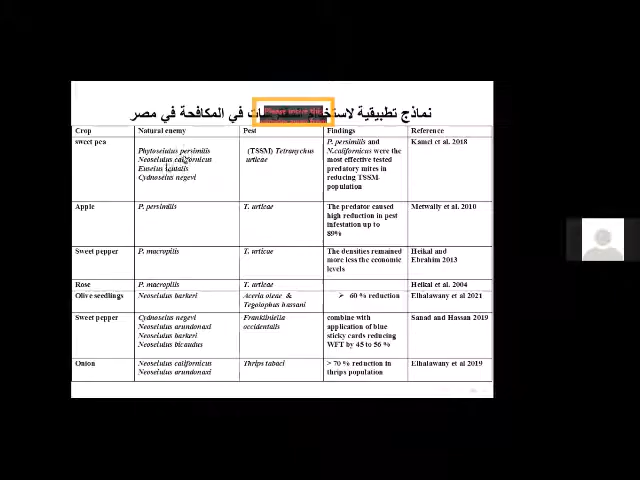 نماذج تطبيقية في المكافحة في مصر
Crop Natural enemy Pest Findings Reference
sweet pea
Phytoseiulus persimilis
Neoseiulus californicus
Cydnoseius negevi
(TSSM) Tetranychus
urticae
P. persimilis and
N.californicus were the
most effective tested
predatory mites in
reducing TSSM-
population
Kamel et al. 2018
Apple
P. persimilis
T. urticae
The predator caused
high reduction in pest
infestation up to
89%
Metwally et al. 2010
Sweet pepper
P. macropilis
T. urticae
The densities remained
more less the economic
levels
Heikal and
Ebrahim 2013
Rose
P. macropilis
T. urticae
Heikal et al. 2004
Olive seedlings
Neoseiulus barkeri
Aceria oleae &
Tegolophus hassani
➢ 60 % reduction
Elhalawany et al 2021
Sweet pepper
Cydnoseius negevi
Neoseiulus arundonaxi
Neoseiulus barkeri
Neoseiulus bicaudus
Frankliniella
occidentalis
combine with
application of blue
sticky cards reducing
WFT by 45 to 56 %
Sanad and Hassan 2019
Onion
Neoseiulus californicus
Neoseiulus arundonaxi
Thrips tabaci
> 70 % reduction in
thrips population
Elhalawany et al 2019